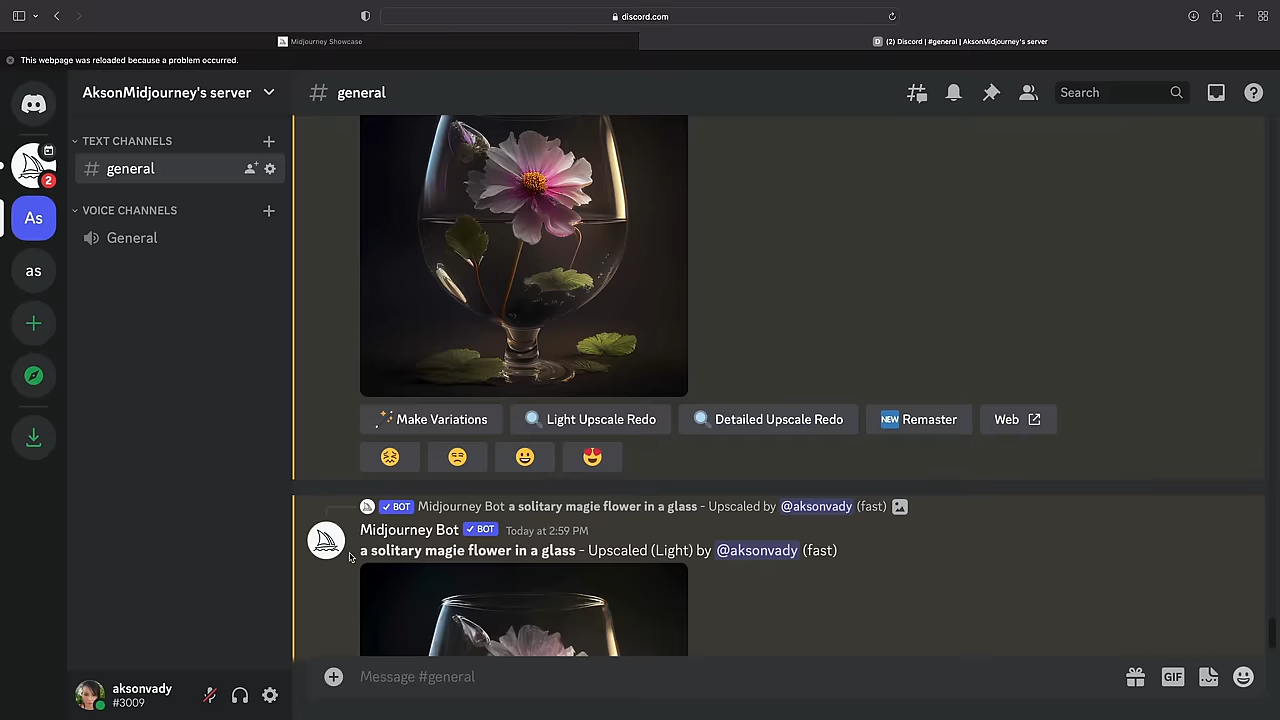 discord.com
Midjourney Showcase
(2) Discord | #general | AksonMidjourney's server
This webpage was reloaded because a problem occurred.
AksonMidjourney's server
# general
Search
TEXT CHANNELS
# general
VOICE CHANNELS
General
2
As
as
Make Variations
Light Upscale Redo
Detailed Upscale Redo
NEW Remaster
Web
BOT Midjourney Bot a solitary magie flower in a glass - Upscaled by @aksonvady (fast)
Midjourney Bot BOT Today at 2:59 PM
a solitary magie flower in a glass - Upscaled (Light) by @aksonvady (fast)
Message #general
GIF
aksonvady
#3009